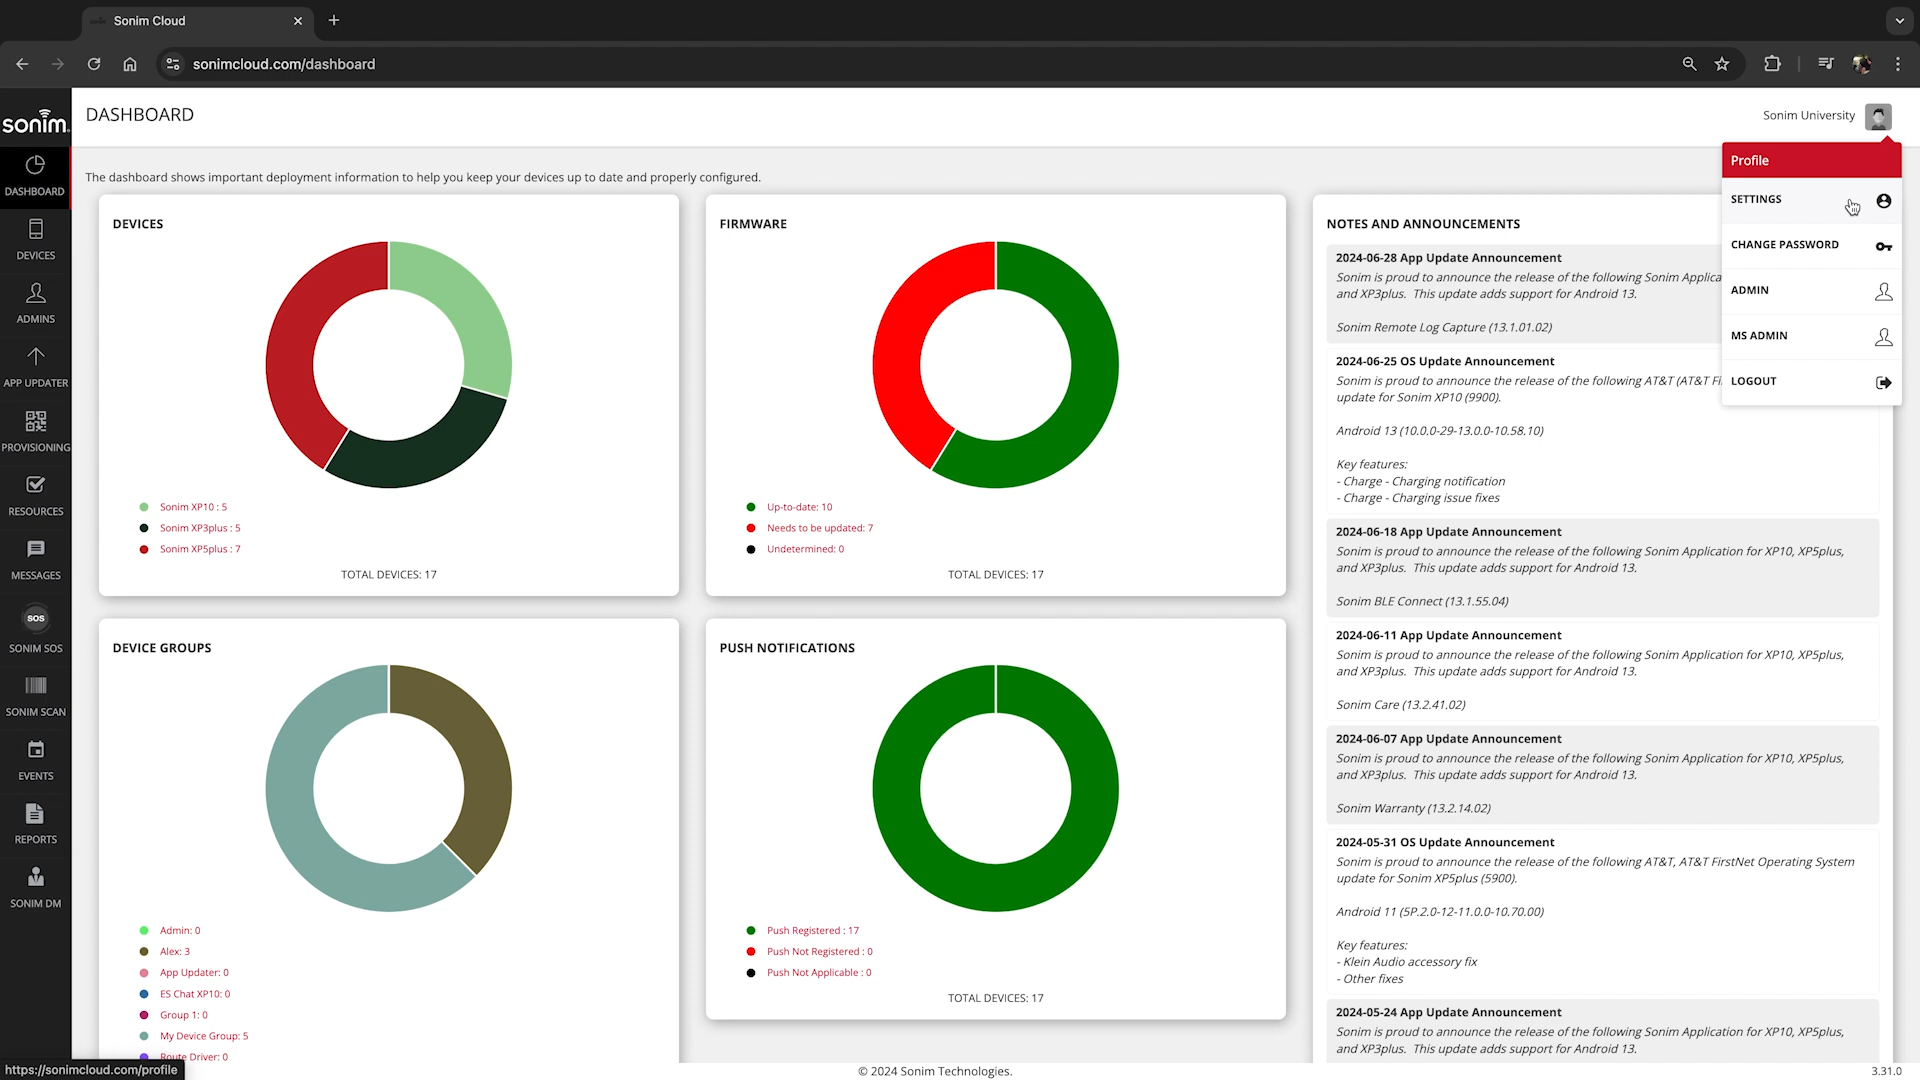 Sonim Cloud
sonimcloud.com/dashboard
sonim
DASHBOARD
Sonim University
Profile
SETTINGS
CHANGE PASSWORD
ADMIN
MS ADMIN
LOGOUT
DASHBOARD
DEVICES
ADMINS
APP UPDATER
PROVISIONING
RESOURCES
MESSAGES
SOS
SONIM SOS
SONIM SCAN
EVENTS
REPORTS
SONIM DM
The dashboard shows important deployment information to help you keep your devices up to date and properly configured.
DEVICES
Sonim XP10 : 5
Sonim XP3plus : 5
Sonim XP5plus : 7
TOTAL DEVICES: 17
FIRMWARE
Up-to-date: 10
Needs to be updated: 7
Undetermined: 0
TOTAL DEVICES: 17
DEVICE GROUPS
Admin: 0
Alex: 3
App Updater: 0
ES Chat XP10: 0
Group 1: 0
My Device Group: 5
Route Driver: 0
PUSH NOTIFICATIONS
Push Registered : 17
Push Not Registered : 0
Push Not Applicable : 0
TOTAL DEVICES: 17
NOTES AND ANNOUNCEMENTS
2024-06-28 App Update Announcement
Sonim is proud to announce the release of the following Sonim Applica
and XP3plus. This update adds support for Android 13.
Sonim Remote Log Capture (13.1.01.02)
2024-06-25 OS Update Announcement
Sonim is proud to announce the release of the following AT&T (AT&T Fi
update for Sonim XP10 (9900).
Android 13 (10.0.0-29-13.0.0-10.58.10)
Key features:
- Charge - Charging notification
- Charge - Charging issue fixes
2024-06-18 App Update Announcement
Sonim is proud to announce the release of the following Sonim Application for XP10, XP5plus,
and XP3plus. This update adds support for Android 13.
Sonim BLE Connect (13.1.55.04)
2024-06-11 App Update Announcement
Sonim is proud to announce the release of the following Sonim Application for XP10, XP5plus,
and XP3plus. This update adds support for Android 13.
Sonim Care (13.2.41.02)
2024-06-07 App Update Announcement
Sonim is proud to announce the release of the following Sonim Application for XP10, XP5plus,
and XP3plus. This update adds support for Android 13.
Sonim Warranty (13.2.14.02)
2024-05-31 OS Update Announcement
Sonim is proud to announce the release of the following AT&T, AT&T FirstNet Operating System
update for Sonim XP5plus (5900).
Android 11 (5P.2.0-12-11.0.0-10.70.00)
Key features:
- Klein Audio accessory fix
- Other fixes
2024-05-24 App Update Announcement
Sonim is proud to announce the release of the following Sonim Application for XP10, XP5plus,
and XP3plus. This update adds support for Android 13.
https://sonimcloud.com/profile
© 2024 Sonim Technologies.
3.31.0